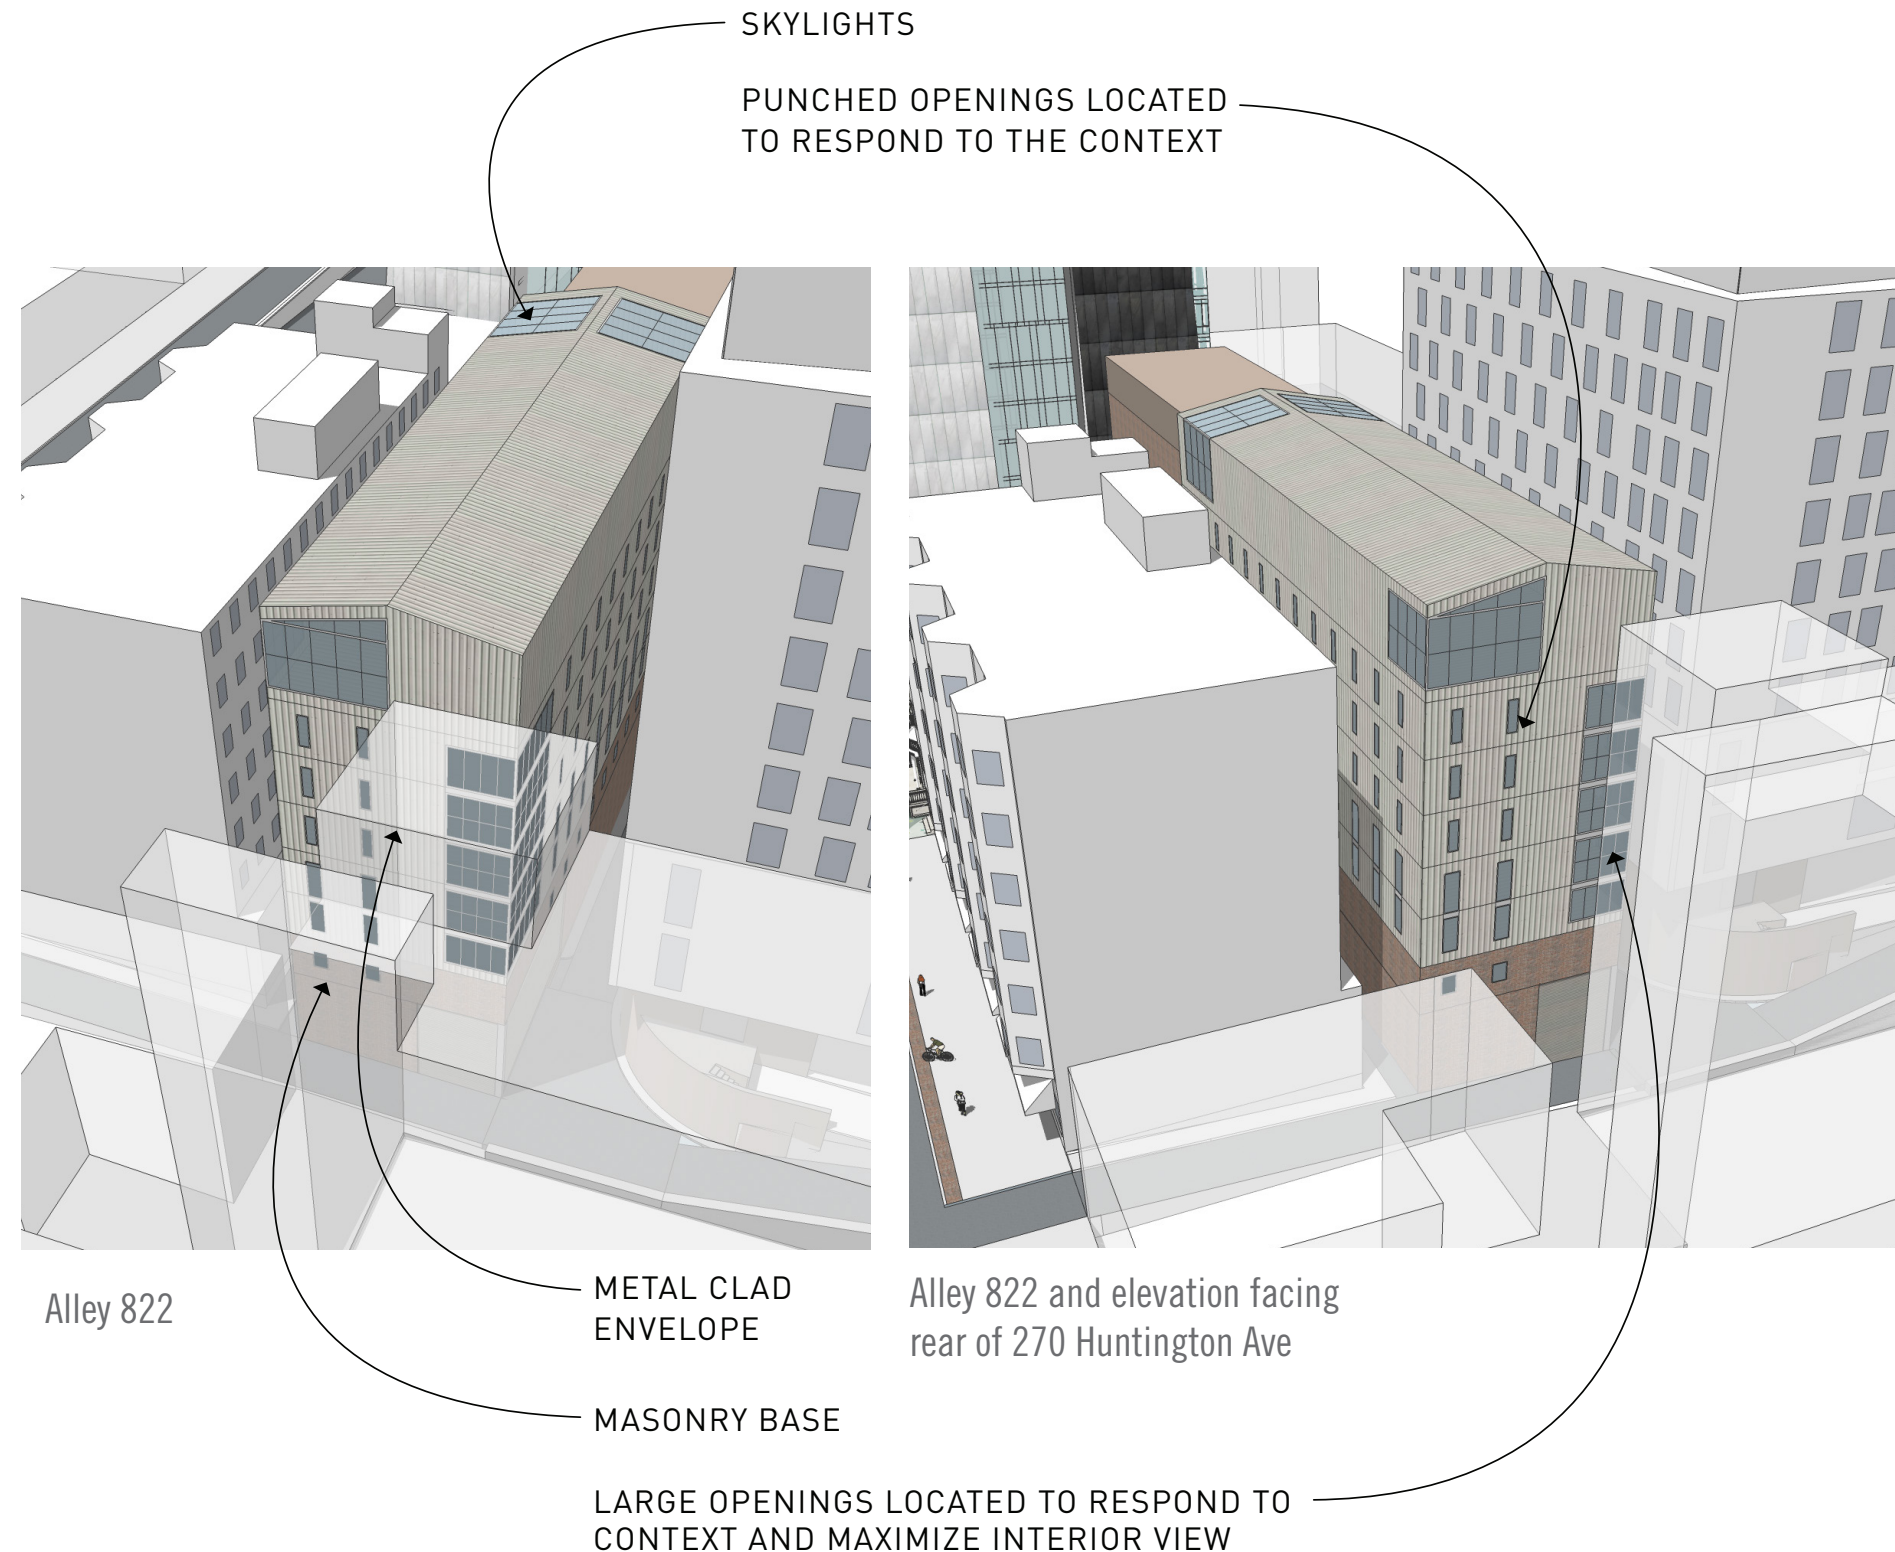 SKYLIGHTS
PUNCHED OPENINGS LOCATED
TO RESPOND TO THE CONTEXT
Alley 822
METAL CLAD
ENVELOPE
Alley 822 and elevation facing
rear of 270 Huntington Ave
MASONRY BASE
LARGE OPENINGS LOCATED TO RESPOND TO
CONTEXT AND MAXIMIZE INTERIOR VIEW